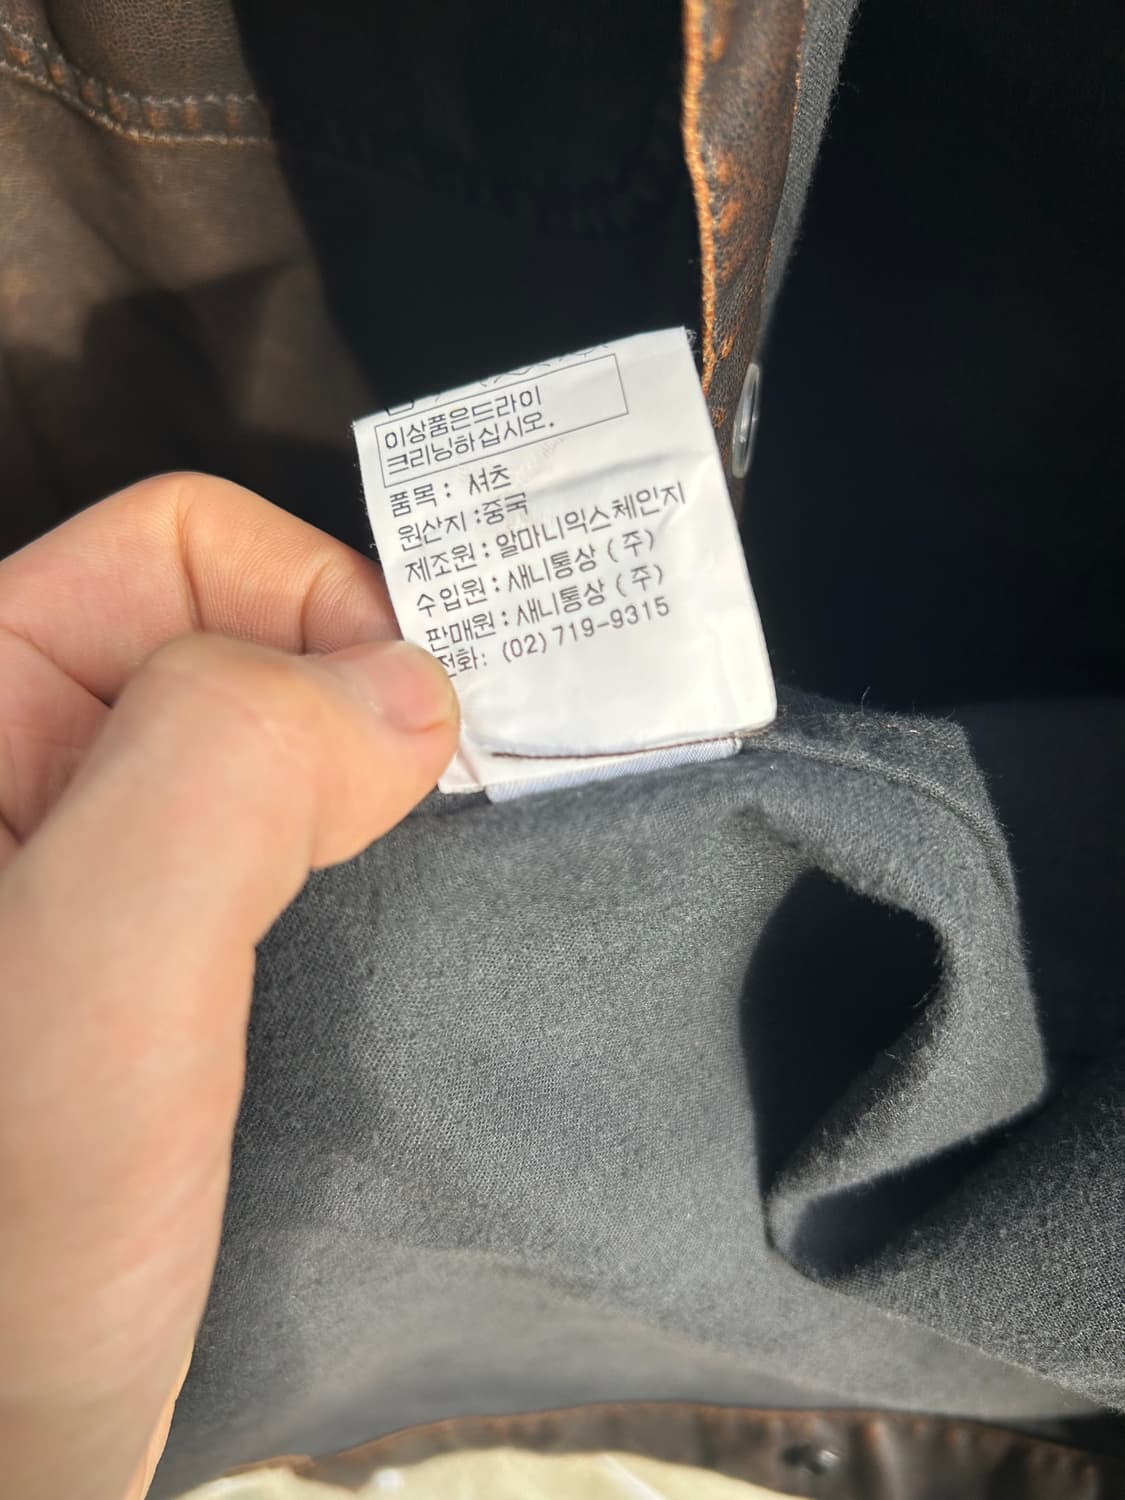 이상품은드라이
크리닝하십시오.
품목: 셔츠
원산지:중국
제조원:알마니익스체인지
수입원:새니통상(주)
판매원:새니통상(주)
전화: (02)719-9315